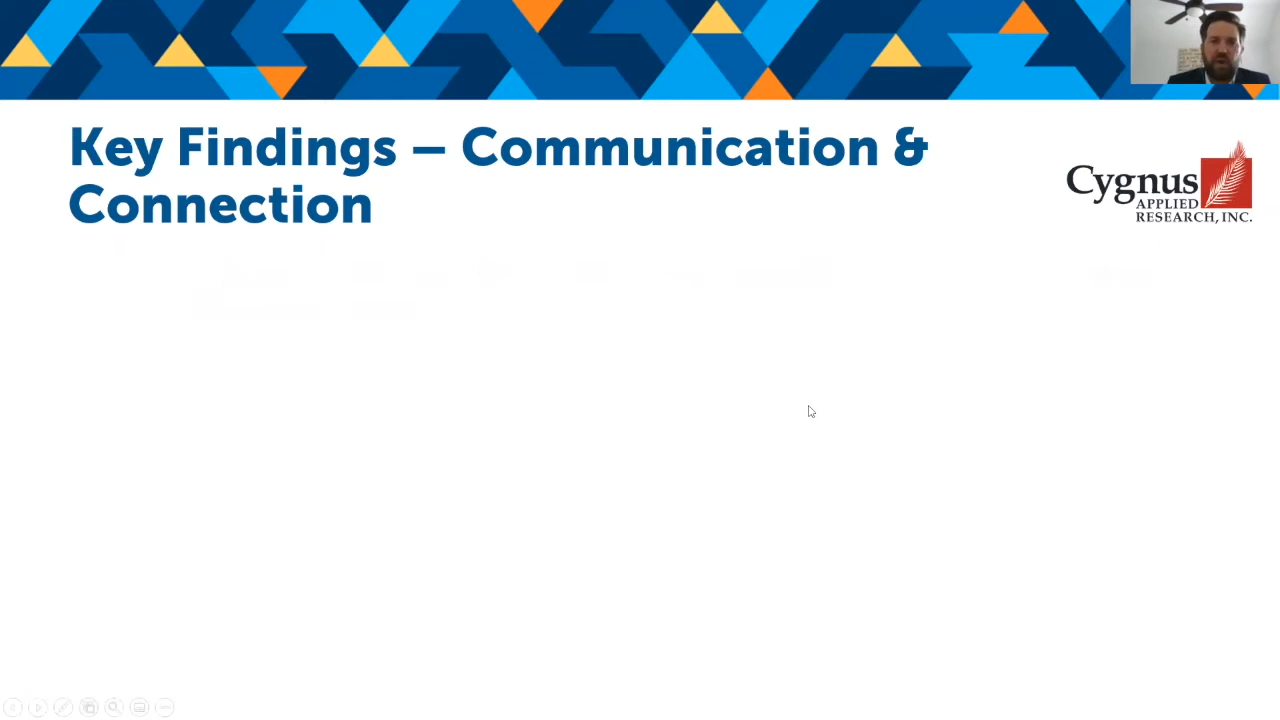 Key Findings – Communication &
Connection
Cygnus
APPLIED
RESEARCH, INC.